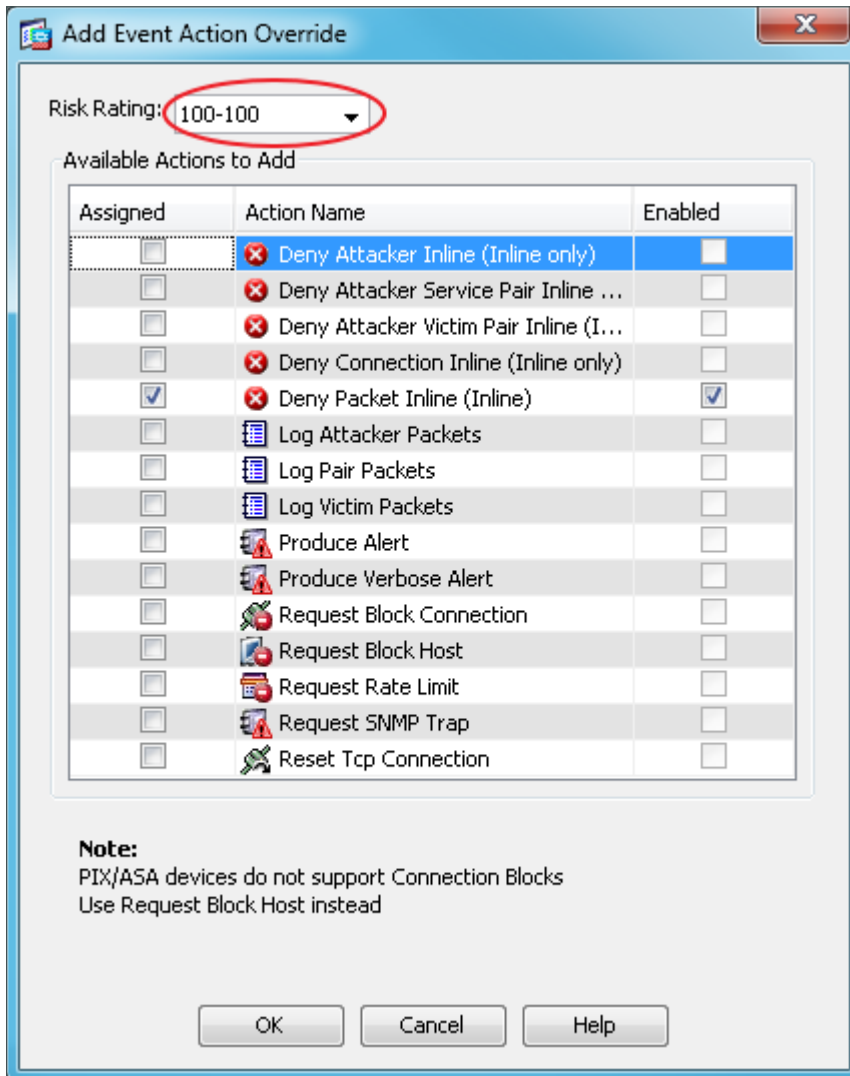 Add Event Action Override
Risk Rating: 100-100
Available Actions to Add
Assigned Action Name Enabled
Deny Attacker Inline (Inline only)
Deny Attacker Service Pair Inline ...
Deny Attacker Victim Pair Inline (I...
Deny Connection Inline (Inline only)
Deny Packet Inline (Inline)
Log Attacker Packets
Log Pair Packets
Log Victim Packets
Produce Alert
Produce Verbose Alert
Request Block Connection
Request Block Host
Request Rate Limit
Request SNMP Trap
Reset Tcp Connection
Note:
PIX/ASA devices do not support Connection Blocks
Use Request Block Host instead
OK Cancel Help